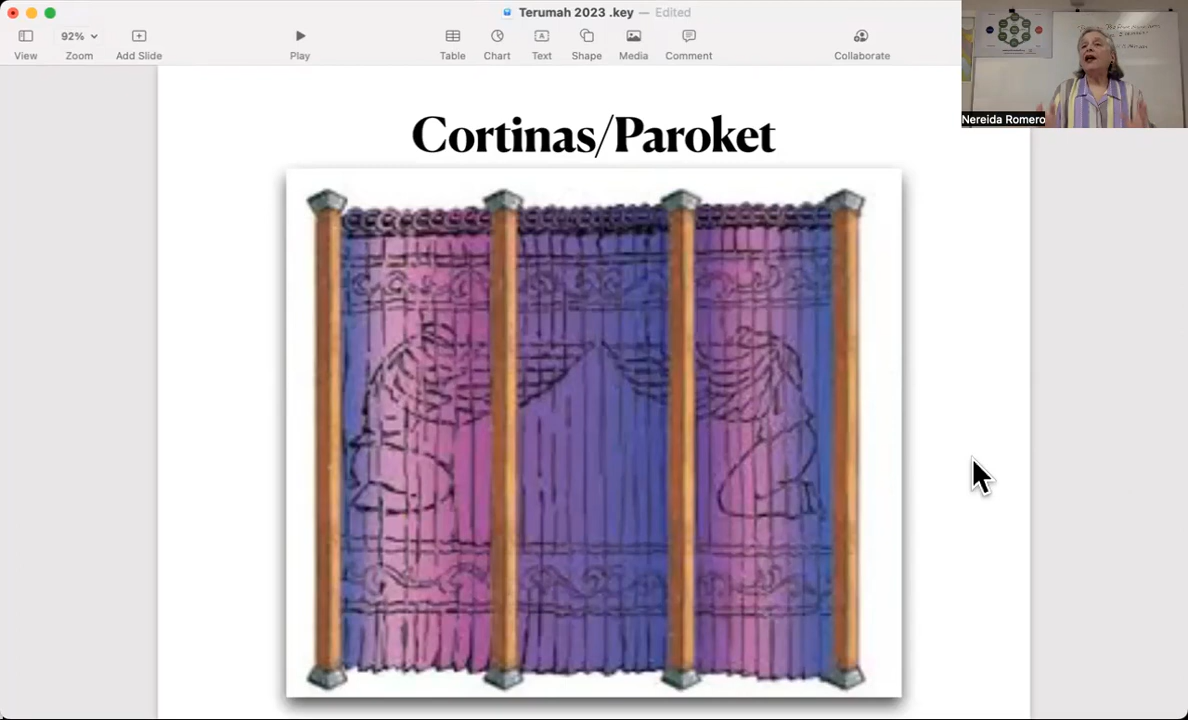 Terumah 2023 .key — Edited
92%
View
Zoom
Add Slide
Play
Table
Chart
Text
Shape
Media
Comment
Collaborate
Nereida Romero
Cortinas/Paroket